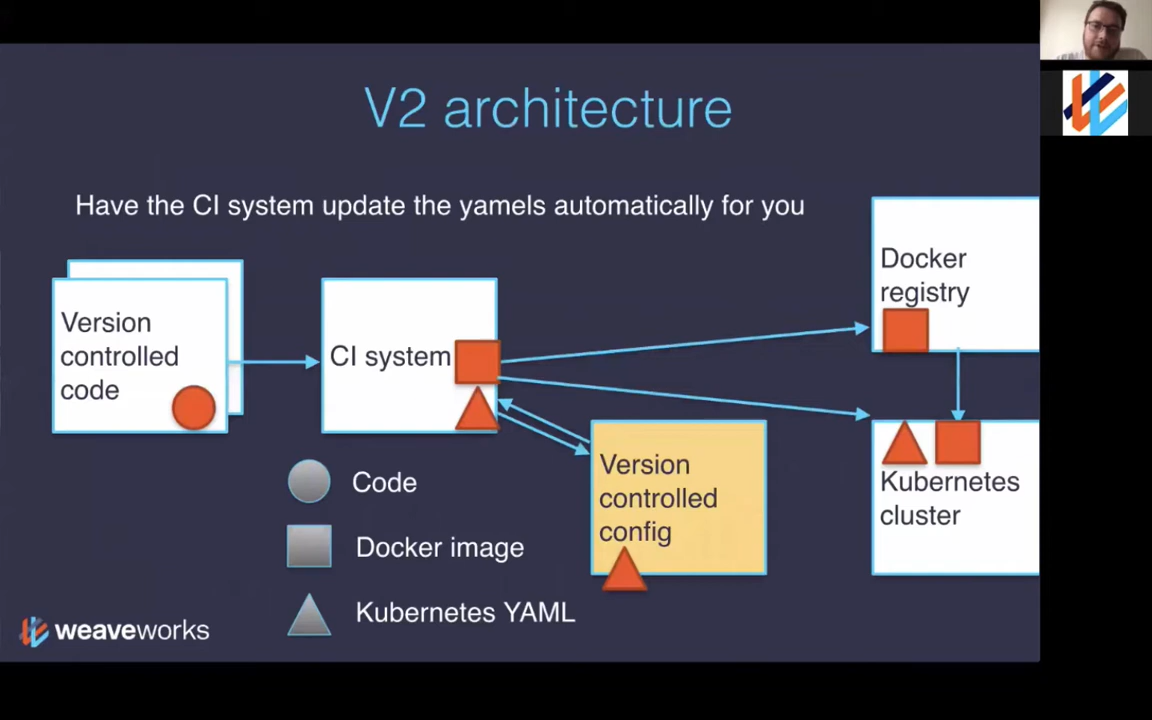 V2 architecture
Have the CI system update the yamels automatically for you
Version
controlled
code
CI system
Docker
registry
Version
controlled
config
Kubernetes
cluster
Code
Docker image
Kubernetes YAML
weaveworks